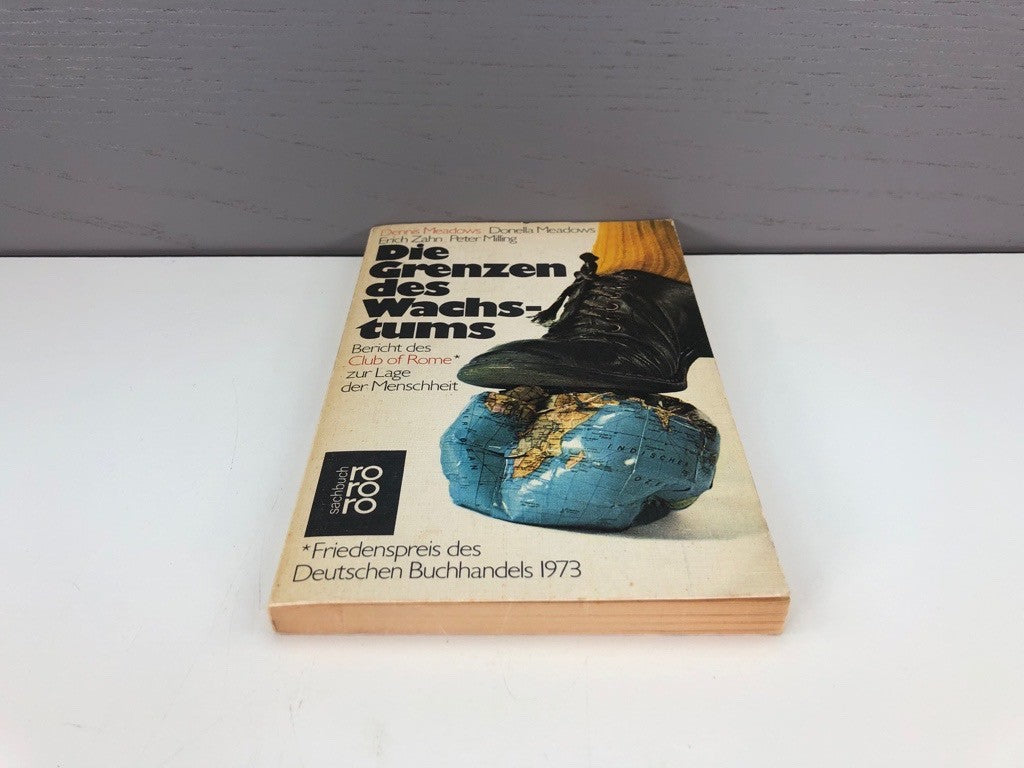 Dennis Meadows Donella Meadows
Erich Zahn Peter Milling
Die
Grenzen
des
Wachs-
tums
Bericht des
Club of Rome*
zur Lage
der Menschheit
sachbuch
ro
ro
ro
INDISCHER
*Friedenspreis des
Deutschen Buchhandels 1973